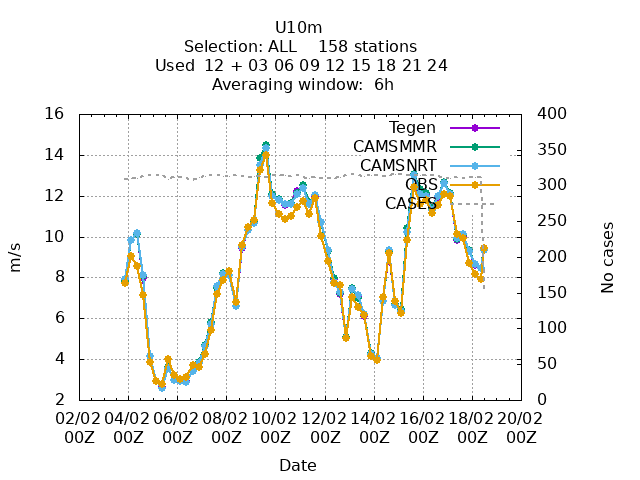 U10m
Selection: ALL    158 stations
Used  12 + 03 06 09 12 15 18 21 24
Averaging window:  6h
16 400
Tegen
14 CAMSMMR 350
CAMSNRT
12 OBS 300
CASES
250
10
200
8
150
6
100
4 50
2 0
m/s
No cases
02/02 04/02 06/02 08/02 10/02 12/02 14/02 16/02 18/02 20/02
00Z 00Z 00Z 00Z 00Z 00Z 00Z 00Z 00Z 00Z
Date